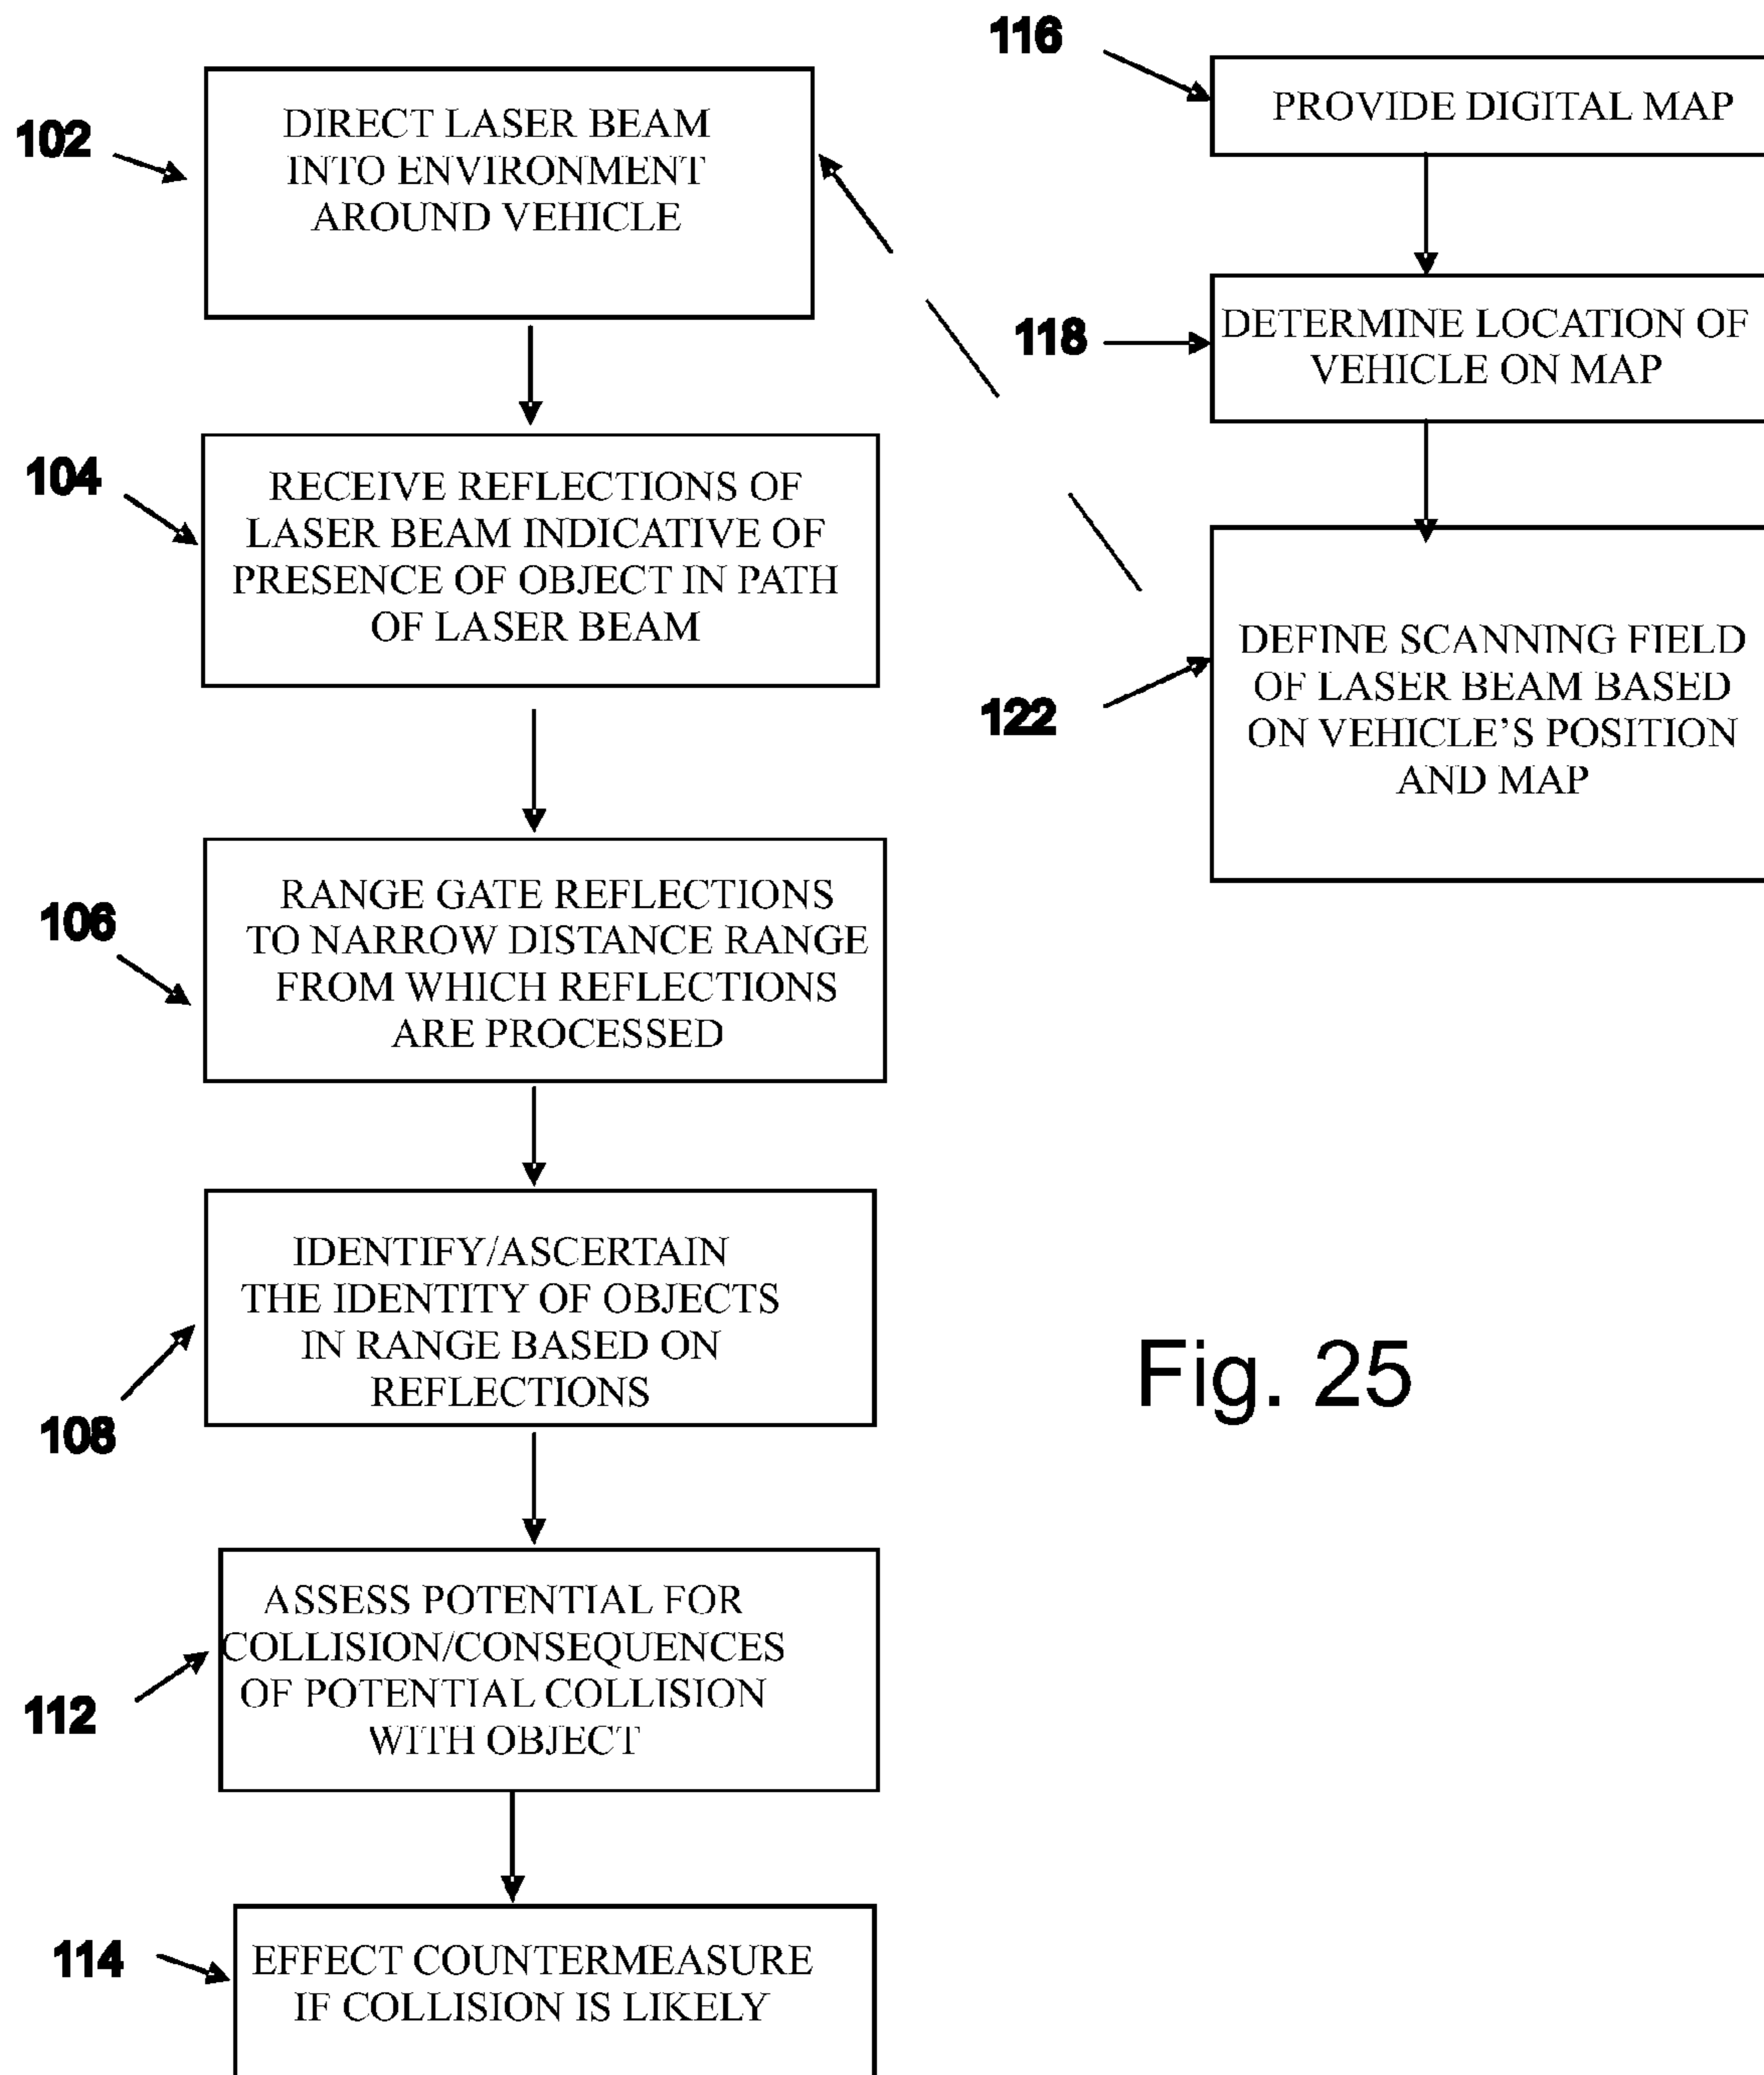 102
DIRECT LASER BEAM
INTO ENVIRONMENT
AROUND VEHICLE
104
RECEIVE REFLECTIONS OF
LASER BEAM INDICATIVE OF
PRESENCE OF OBJECT IN PATH
OF LASER BEAM
106
RANGE GATE REFLECTIONS
TO NARROW DISTANCE RANGE
FROM WHICH REFLECTIONS
ARE PROCESSED
108
IDENTIFY/ASCERTAIN
THE IDENTITY OF OBJECTS
IN RANGE BASED ON
REFLECTIONS
112
ASSESS POTENTIAL FOR
COLLISION/CONSEQUENCES
OF POTENTIAL COLLISION
WITH OBJECT
114
EFFECT COUNTERMEASURE
IF COLLISION IS LIKELY
116
PROVIDE DIGITAL MAP
118
DETERMINE LOCATION OF
VEHICLE ON MAP
122
DEFINE SCANNING FIELD
OF LASER BEAM BASED
ON VEHICLE'S POSITION
AND MAP
Fig. 25